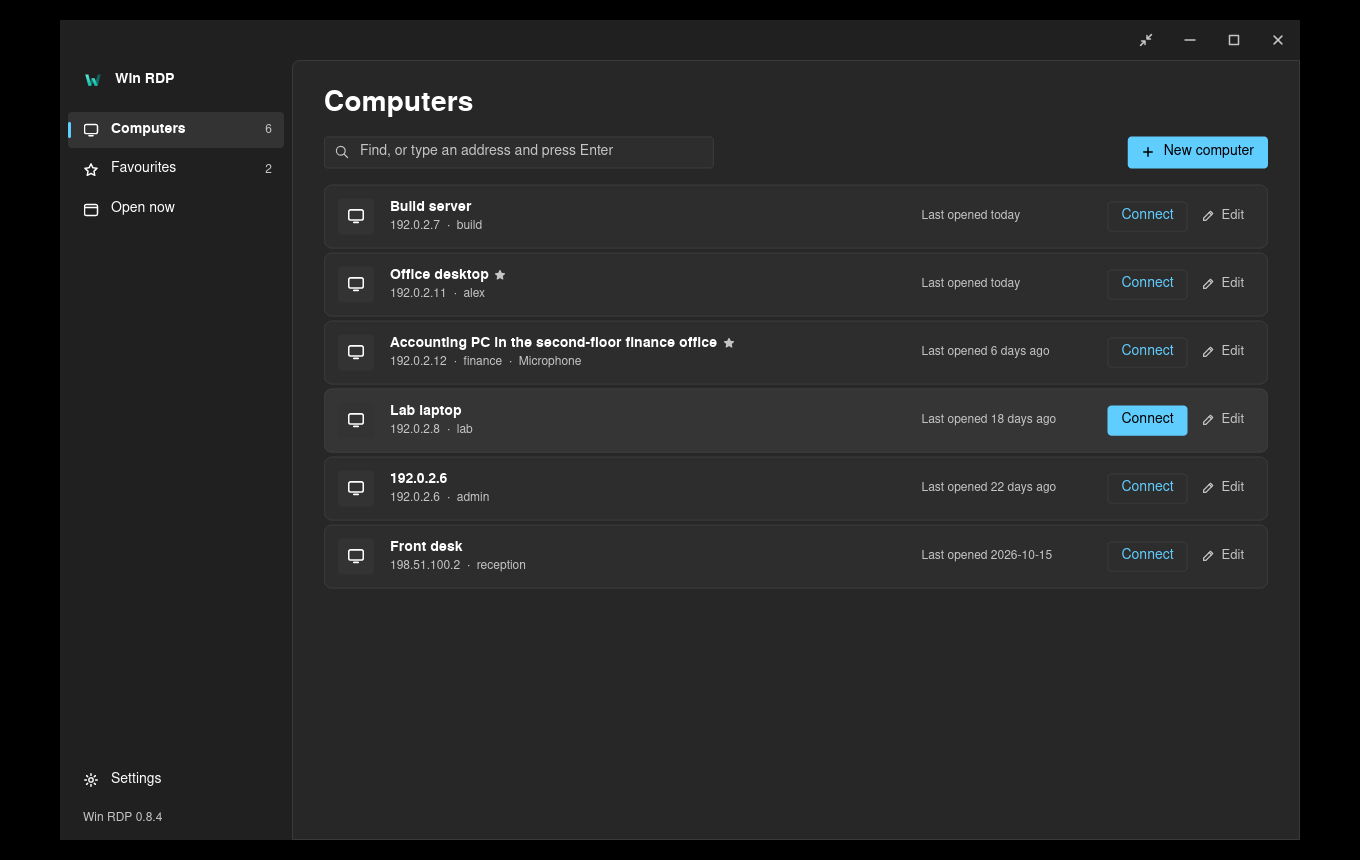 Win RDP
Computers 6
Favourites 2
Open now
Settings
Win RDP 0.8.4
Computers
Find, or type an address and press Enter
New computer
Build server
192.0.2.7 · build
Last opened today
Connect
Edit
Office desktop
192.0.2.11 · alex
Last opened today
Connect
Edit
Accounting PC in the second-floor finance office
192.0.2.12 · finance · Microphone
Last opened 6 days ago
Connect
Edit
Lab laptop
192.0.2.8 · lab
Last opened 18 days ago
Connect
Edit
192.0.2.6
192.0.2.6 · admin
Last opened 22 days ago
Connect
Edit
Front desk
198.51.100.2 · reception
Last opened 2026-10-15
Connect
Edit